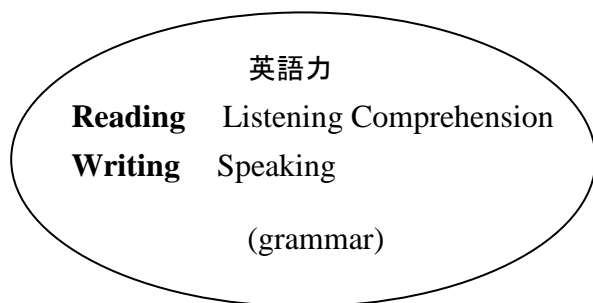 英語力
Reading Listening Comprehension
Writing Speaking
(grammar)